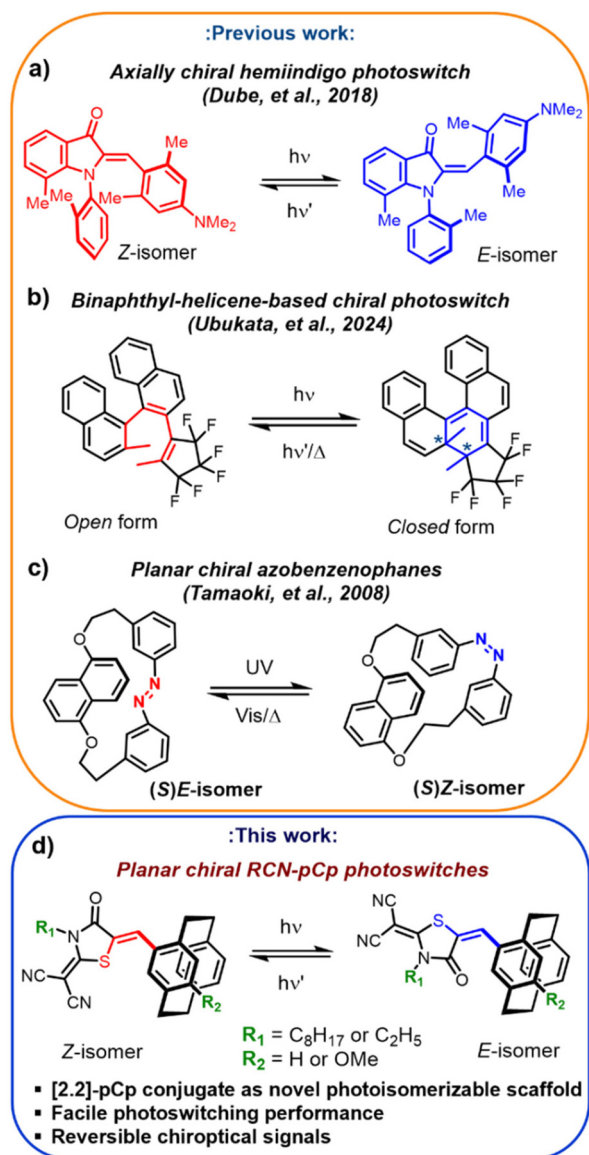 :Previous work:
a) Axially chiral hemiindigo photoswitch
(Dube, et al., 2018)
O
Me
N
Me
Me
NMe₂
Z-isomer
hν
hν'
O
Me
NMe₂
N
Me
Me
Me
E-isomer
b) Binaphthyl-helicene-based chiral photoswitch
(Ubukata, et al., 2024)
F
F
F
F
F
F
Open form
hν
hν'/Δ
*
*
F
F
F
F
F
F
Closed form
c) Planar chiral azobenzenophanes
(Tamaoki, et al., 2008)
O
N
N
O
(S)E-isomer
UV
Vis/Δ
N
N
O
O
(S)Z-isomer
:This work:
d) Planar chiral RCN-pCp photoswitches
O
R₁
N
S
NC
CN
R₂
Z-isomer
hν
hν'
CN
NC
S
N
R₁
O
R₂
E-isomer
R₁ = C₈H₁₇ or C₂H₅
R₂ = H or OMe
▪ [2.2]-pCp conjugate as novel photoisomerizable scaffold
▪ Facile photoswitching performance
▪ Reversible chiroptical signals